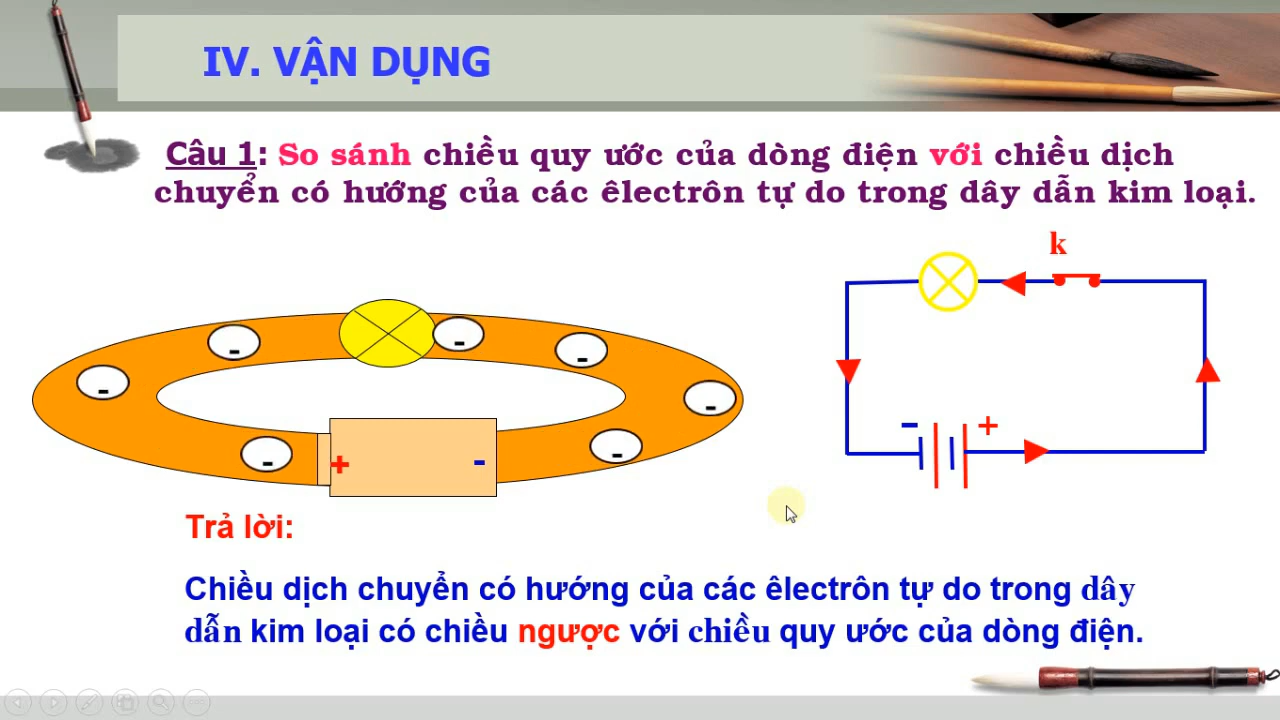 IV. VẬN DỤNG
Câu 1: So sánh chiều quy ước của dòng điện với chiều dịch
chuyển có hướng của các êlectrôn tự do trong dây dẫn kim loại.
k
- - - - - - -
+ -
- +
Trả lời:
Chiều dịch chuyển có hướng của các êlectrôn tự do trong dây
dẫn kim loại có chiều ngược với chiều quy ước của dòng điện.